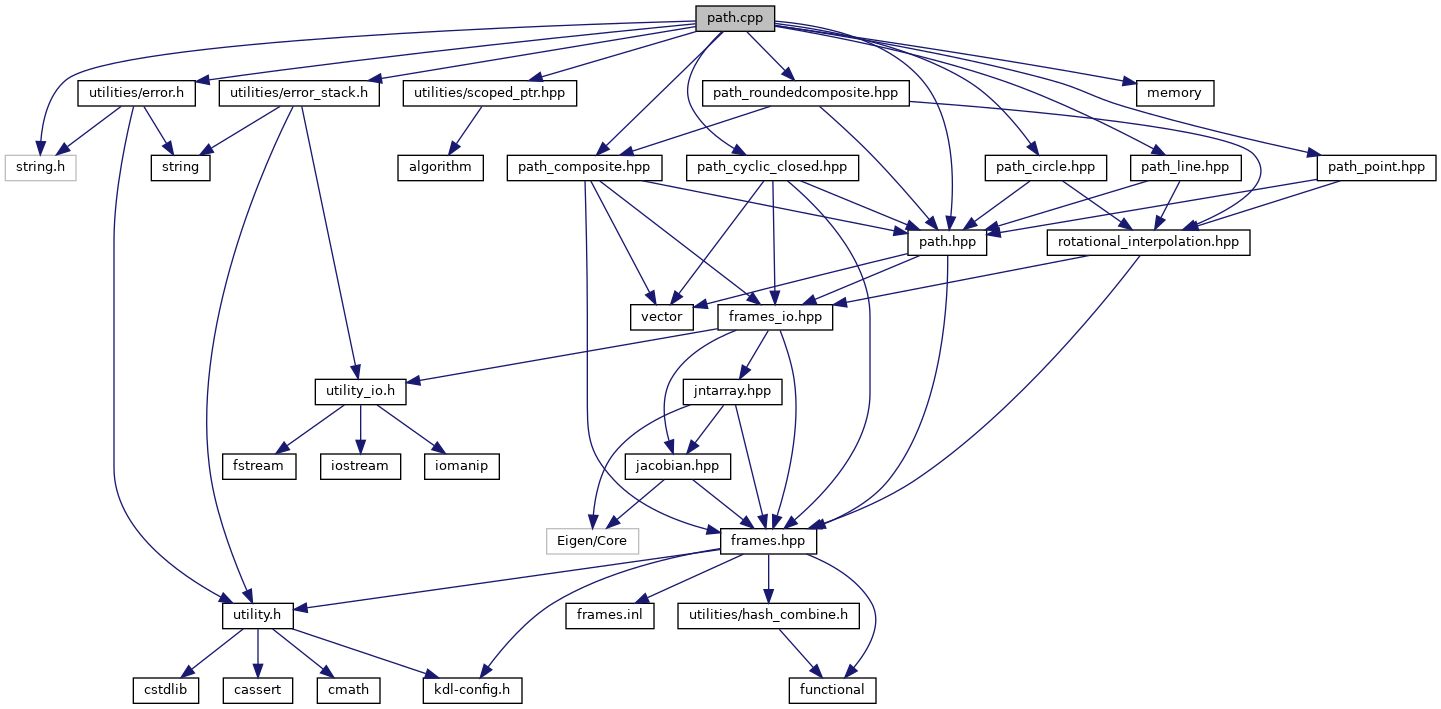 path.cpp
utilities/error.h
utilities/error_stack.h
utilities/scoped_ptr.hpp
path_roundedcomposite.hpp
memory
string.h
string
algorithm
path_composite.hpp
path_cyclic_closed.hpp
path_circle.hpp
path_line.hpp
path_point.hpp
path.hpp
rotational_interpolation.hpp
vector
frames_io.hpp
utility_io.h
jntarray.hpp
fstream
iostream
iomanip
jacobian.hpp
Eigen/Core
frames.hpp
utility.h
frames.inl
utilities/hash_combine.h
cstdlib
cassert
cmath
kdl-config.h
functional